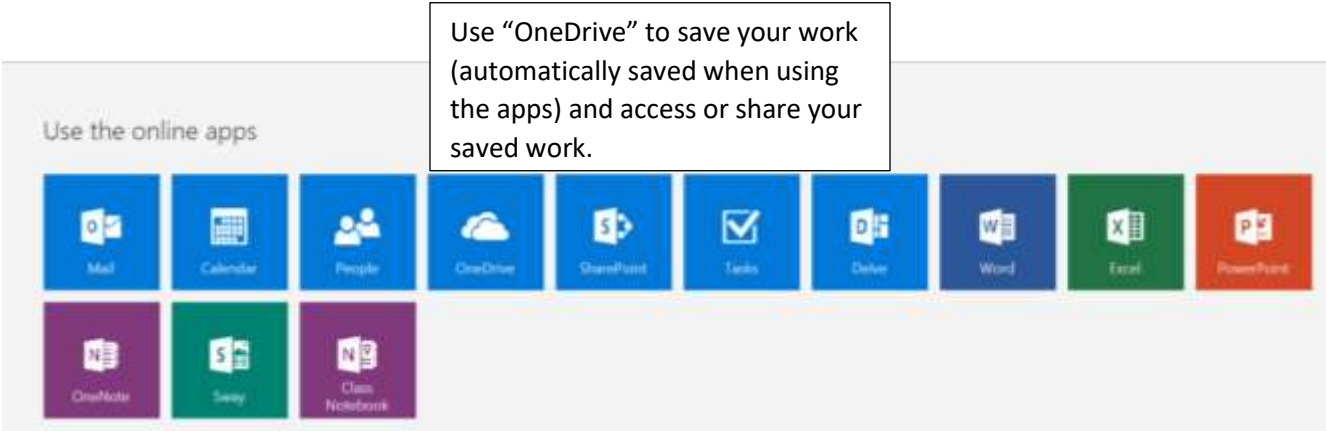 Use “OneDrive” to save your work
(automatically saved when using
the apps) and access or share your
saved work.
Use the online apps
Mail Calendar People OneDrive SharePoint Tasks Delve Word Excel PowerPoint
OneNote Sway Class Notebook